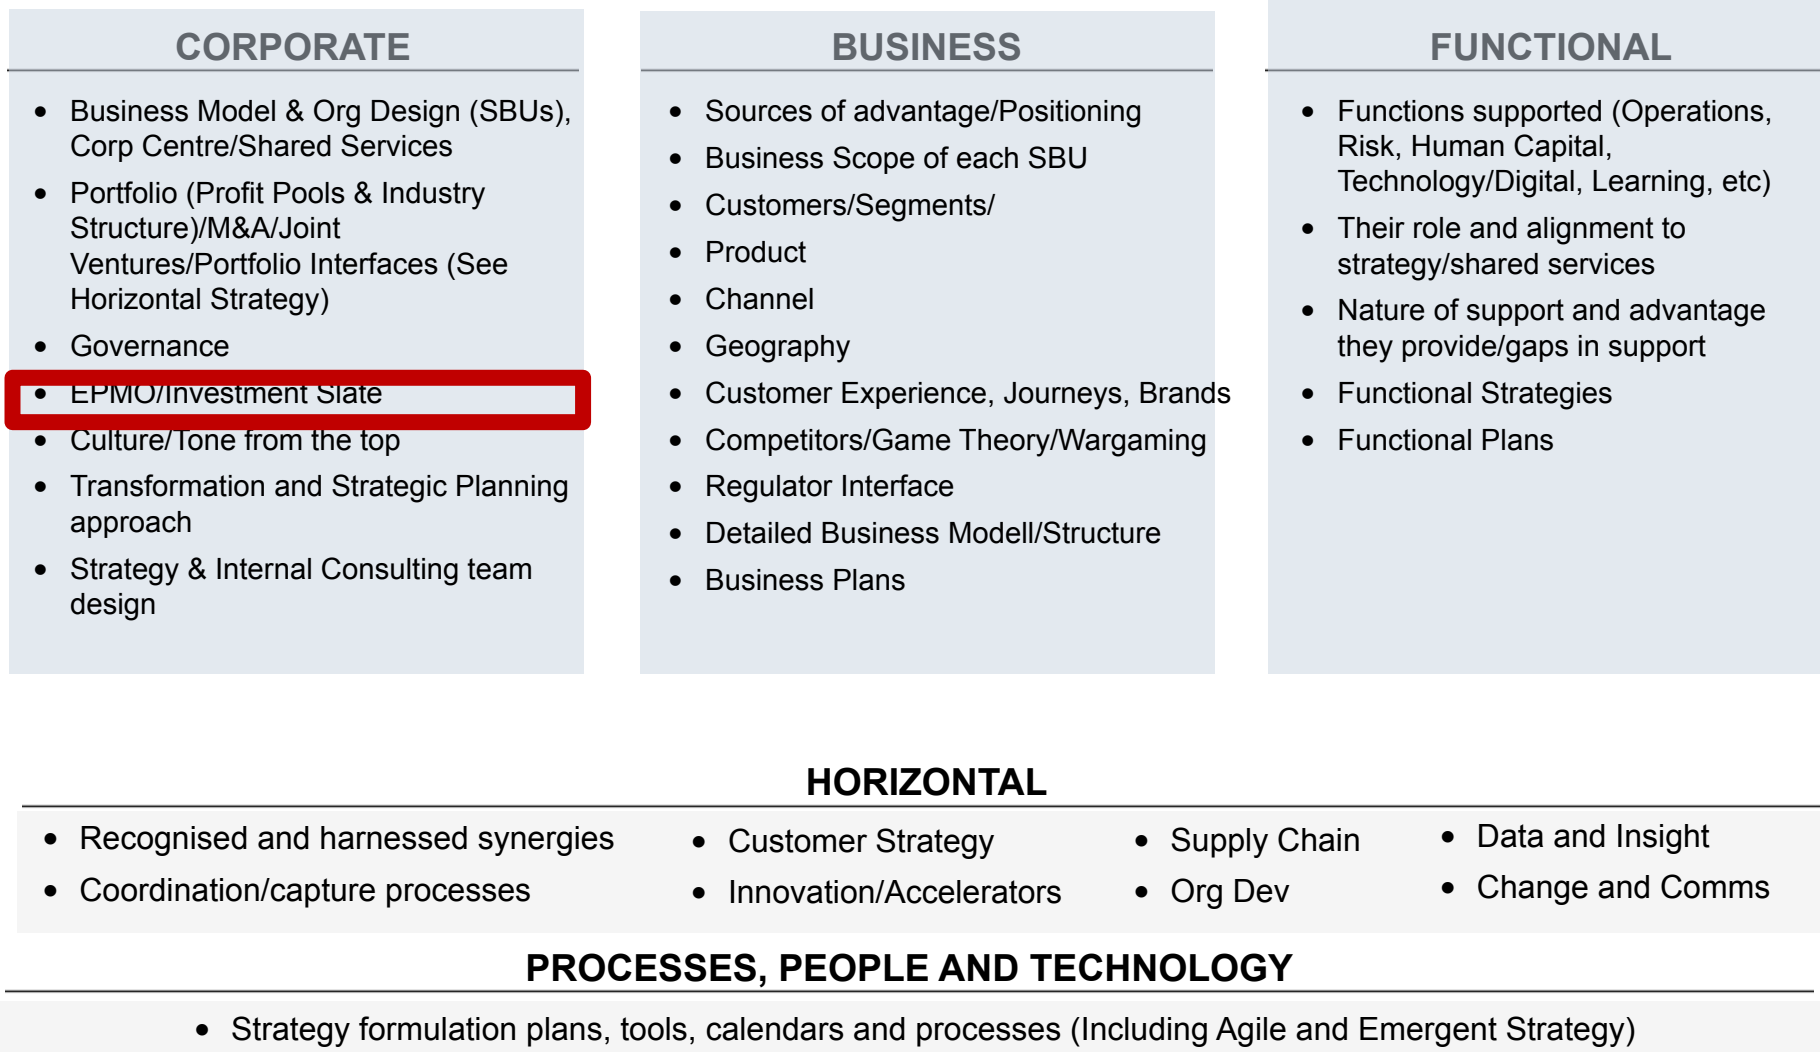 CORPORATE
• Business Model & Org Design (SBUs),
Corp Centre/Shared Services
• Portfolio (Profit Pools & Industry
Structure)/M&A/Joint
Ventures/Portfolio Interfaces (See
Horizontal Strategy)
• Governance
• EPMO/Investment Slate
• Culture/Tone from the top
• Transformation and Strategic Planning
approach
• Strategy & Internal Consulting team
design
BUSINESS
• Sources of advantage/Positioning
• Business Scope of each SBU
• Customers/Segments/
• Product
• Channel
• Geography
• Customer Experience, Journeys, Brands
• Competitors/Game Theory/Wargaming
• Regulator Interface
• Detailed Business Modell/Structure
• Business Plans
FUNCTIONAL
• Functions supported (Operations,
Risk, Human Capital,
Technology/Digital, Learning, etc)
• Their role and alignment to
strategy/shared services
• Nature of support and advantage
they provide/gaps in support
• Functional Strategies
• Functional Plans
HORIZONTAL
• Recognised and harnessed synergies
• Coordination/capture processes
• Customer Strategy
• Innovation/Accelerators
• Supply Chain
• Org Dev
• Data and Insight
• Change and Comms
PROCESSES, PEOPLE AND TECHNOLOGY
• Strategy formulation plans, tools, calendars and processes (Including Agile and Emergent Strategy)